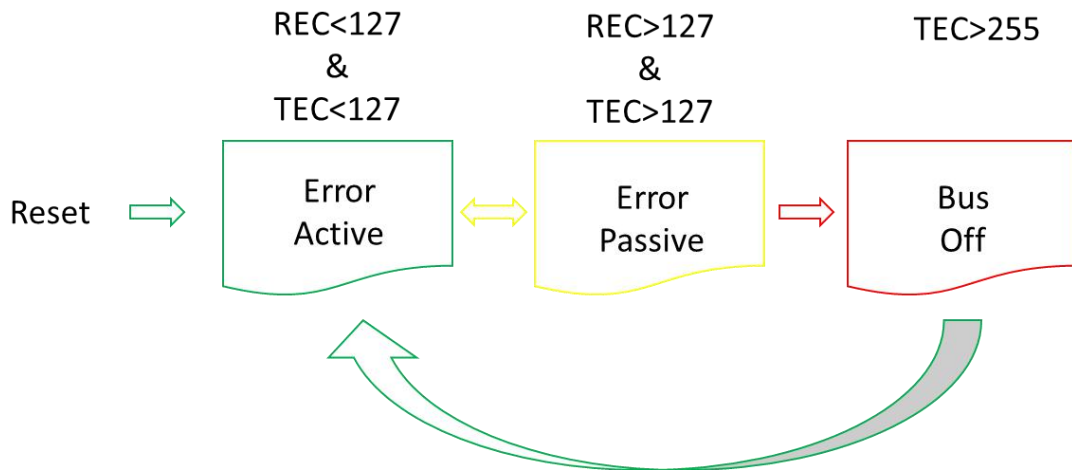 REC<127
&
TEC<127
REC>127
&
TEC>127
TEC>255
Reset
Error
Active
Error
Passive
Bus
Off